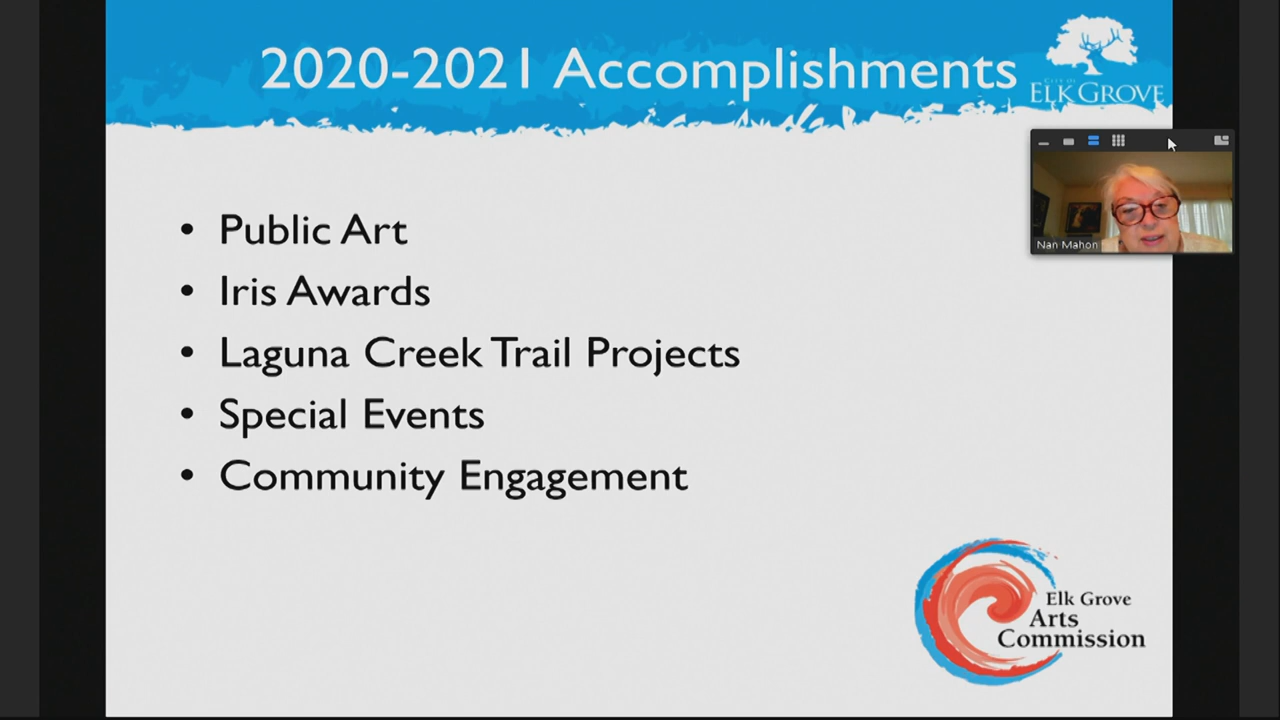 2020-2021 Accomplishments
CITY OF
ELK GROVE
Nan Mahon
• Public Art
• Iris Awards
• Laguna Creek Trail Projects
• Special Events
• Community Engagement
Elk Grove
Arts
Commission